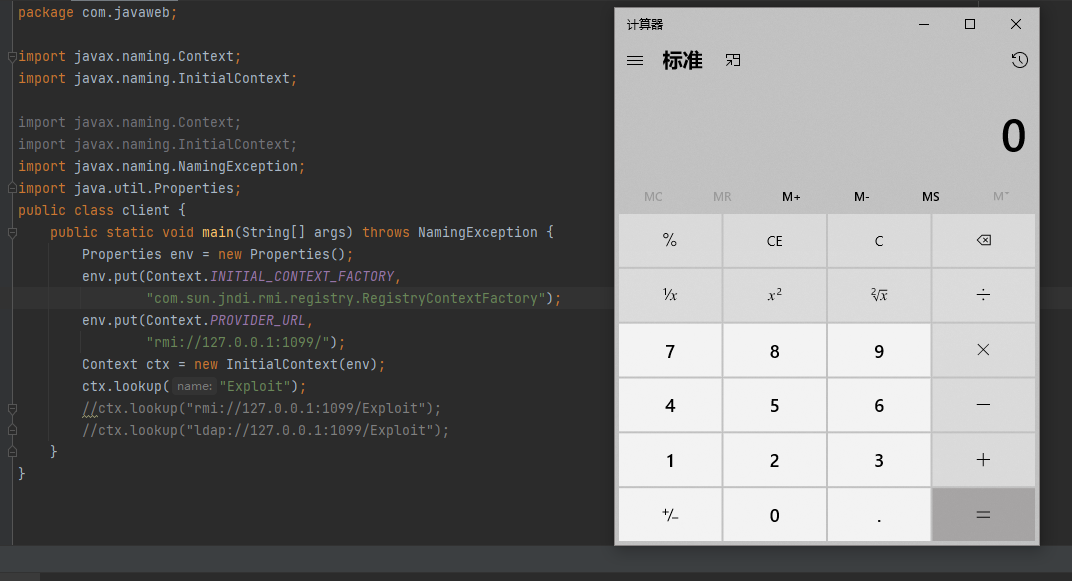 package com.javaweb;
import javax.naming.Context;
import javax.naming.InitialContext;
import javax.naming.Context;
import javax.naming.InitialContext;
import javax.naming.NamingException;
import java.util.Properties;
public class client {
public static void main(String[] args) throws NamingException {
Properties env = new Properties();
env.put(Context.INITIAL_CONTEXT_FACTORY,
"com.sun.jndi.rmi.registry.RegistryContextFactory");
env.put(Context.PROVIDER_URL,
"rmi://127.0.0.1:1099/");
Context ctx = new InitialContext(env);
ctx.lookup( name: "Exploit");
//ctx.lookup("rmi://127.0.0.1:1099/Exploit");
//ctx.lookup("ldap://127.0.0.1:1099/Exploit");
}
}
计算器
标准
0
MC MR M+ M- MS M˅
% CE C ⌫
¹/x x² ²√x ÷
7 8 9 ×
4 5 6 −
1 2 3 +
+/− 0 . =